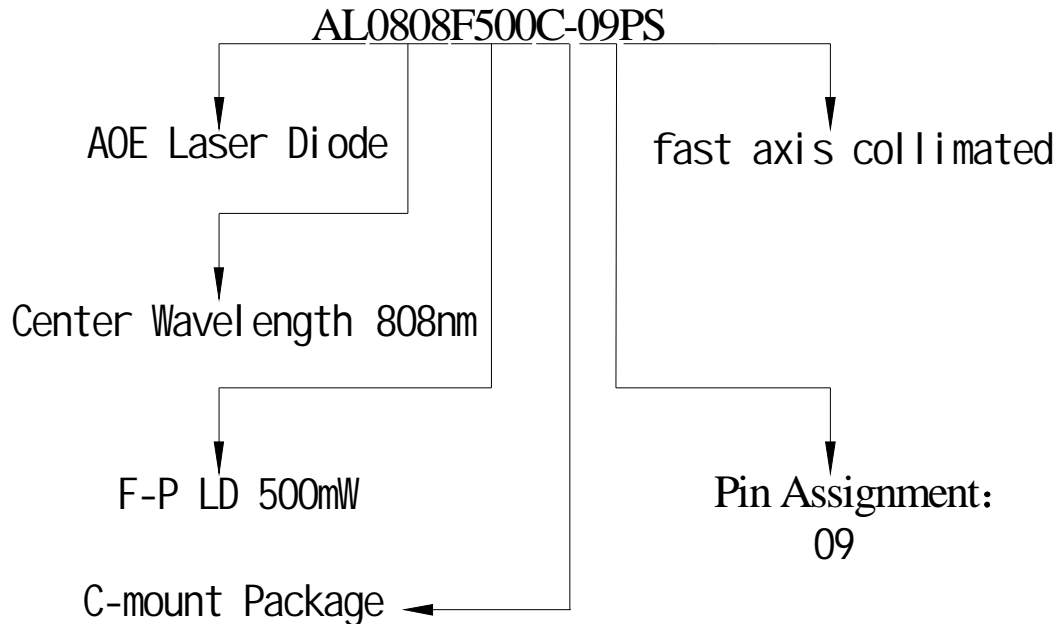 AL0808F500C-09PS
AOE Laser Diode
fast axis collimated
Center Wavelength 808nm
F-P LD 500mW
Pin Assignment：
09
C-mount Package